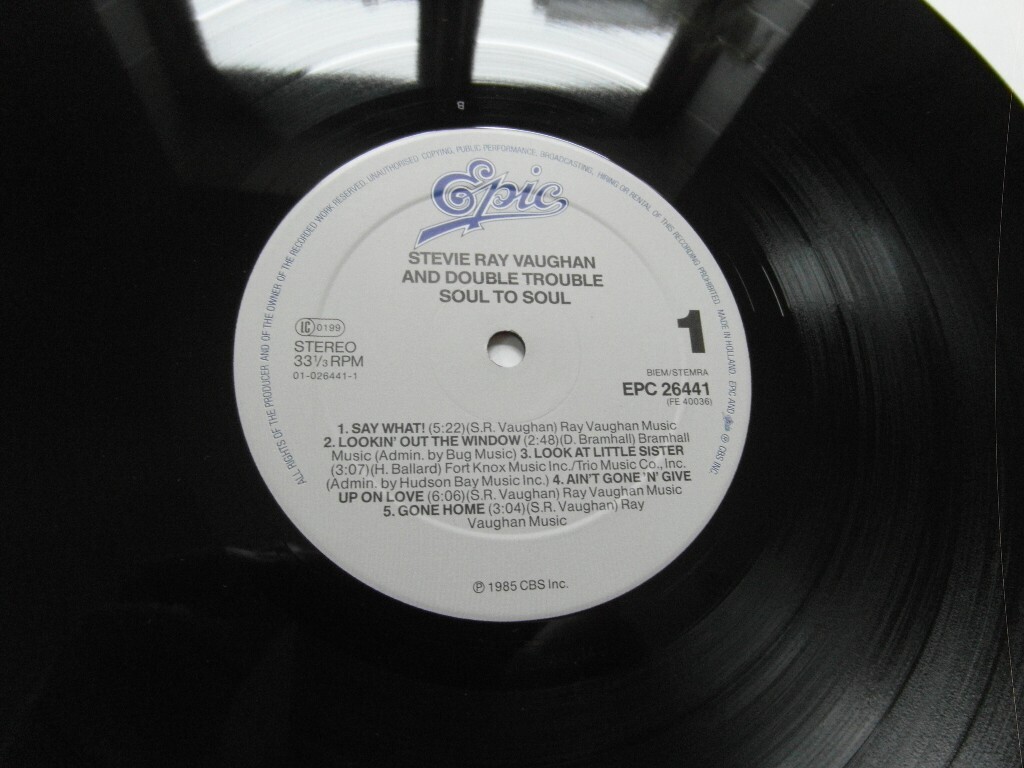 B
ALL RIGHTS OF THE PRODUCER AND OF THE OWNER OF THE RECORDED WORK RESERVED. UNAUTHORISED COPYING, PUBLIC PERFORMANCE, BROADCASTING, HIRING OR RENTAL OF THIS RECORDING PROHIBITED. MADE IN HOLLAND. EPIC AND ℗ CBS INC.
Epic
STEVIE RAY VAUGHAN
AND DOUBLE TROUBLE
SOUL TO SOUL
IC 0199
STEREO
33⅓ RPM
01-026441-1
1
BIEM/STEMRA
EPC 26441
(FE 40036)
1. SAY WHAT! (5:22)(S.R. Vaughan) Ray Vaughan Music
2. LOOKIN' OUT THE WINDOW (2:48)(D. Bramhall) Bramhall
Music (Admin. by Bug Music) 3. LOOK AT LITTLE SISTER
(3:07)(H. Ballard) Fort Knox Music Inc./Trio Music Co., Inc.
(Admin. by Hudson Bay Music Inc.) 4. AIN'T GONE 'N' GIVE
UP ON LOVE (6:06)(S.R. Vaughan) Ray Vaughan Music
5. GONE HOME (3:04)(S.R. Vaughan) Ray
Vaughan Music
℗ 1985 CBS Inc.